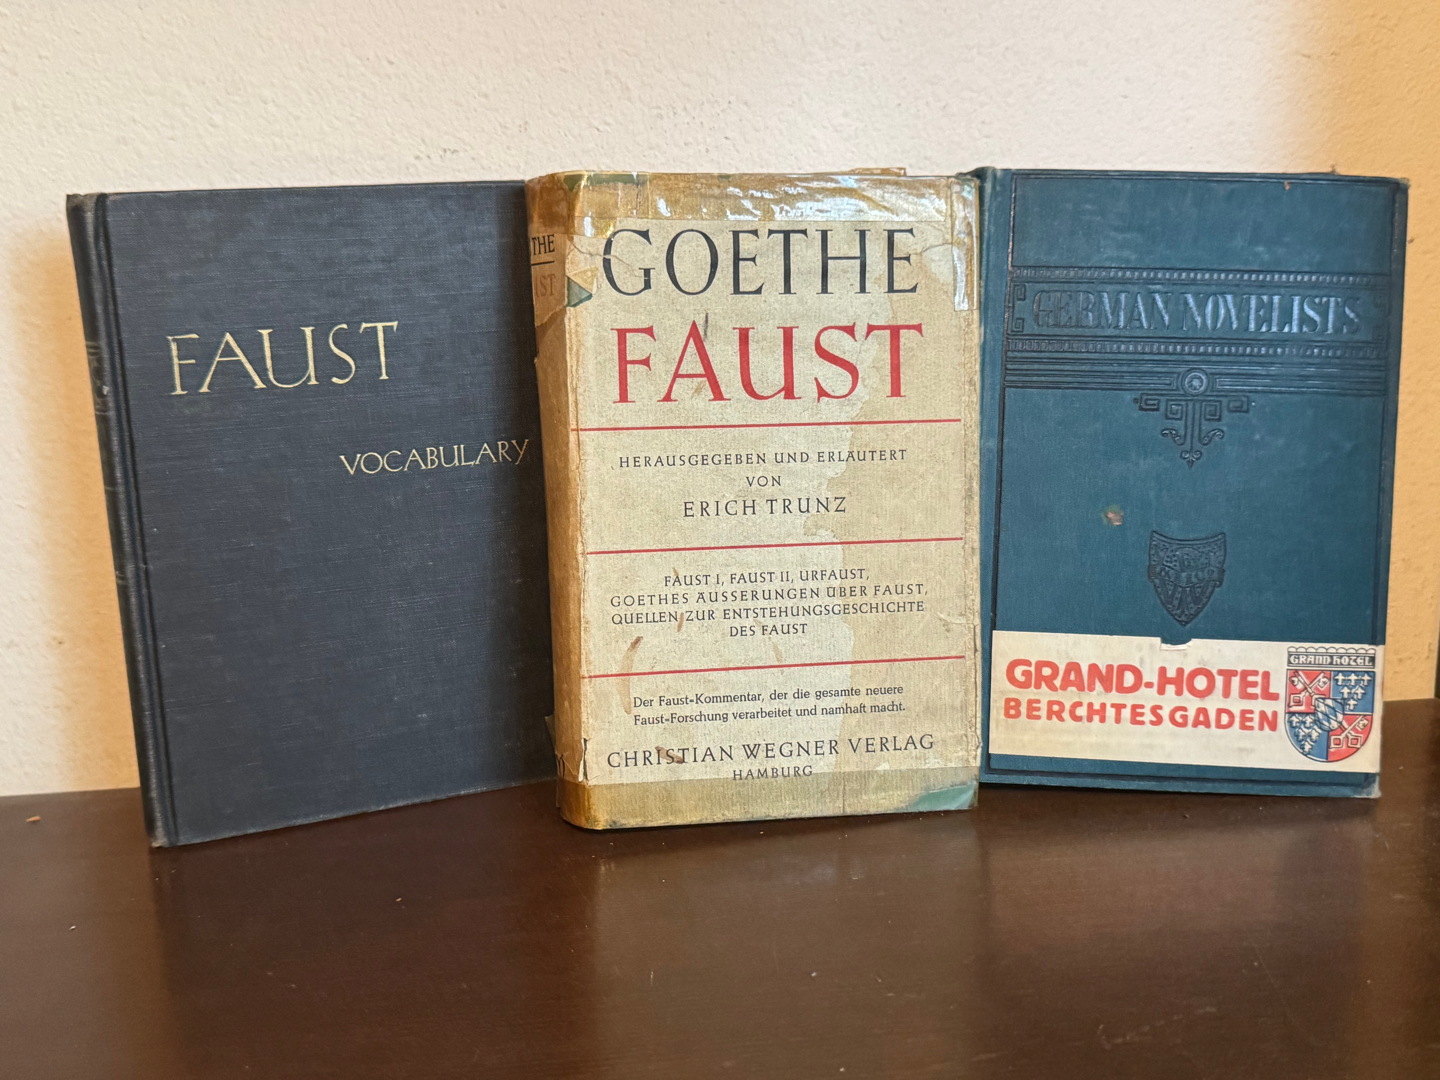 FAUST
VOCABULARY
THE
GOETHE
FAUST
HERAUSGEGEBEN UND ERLÄUTERT
VON
ERICH TRUNZ
FAUST I, FAUST II, URFAUST,
GOETHES ÄUSSERUNGEN ÜBER FAUST,
QUELLEN ZUR ENTSTEHUNGSGESCHICHTE
DES FAUST
Der Faust-Kommentar, der die gesamte neuere
Faust-Forschung verarbeitet und namhaft macht.
CHRISTIAN WEGNER VERLAG
HAMBURG
GERMAN NOVELISTS
GRAND-HOTEL
BERCHTESGADEN
GRAND HOTEL